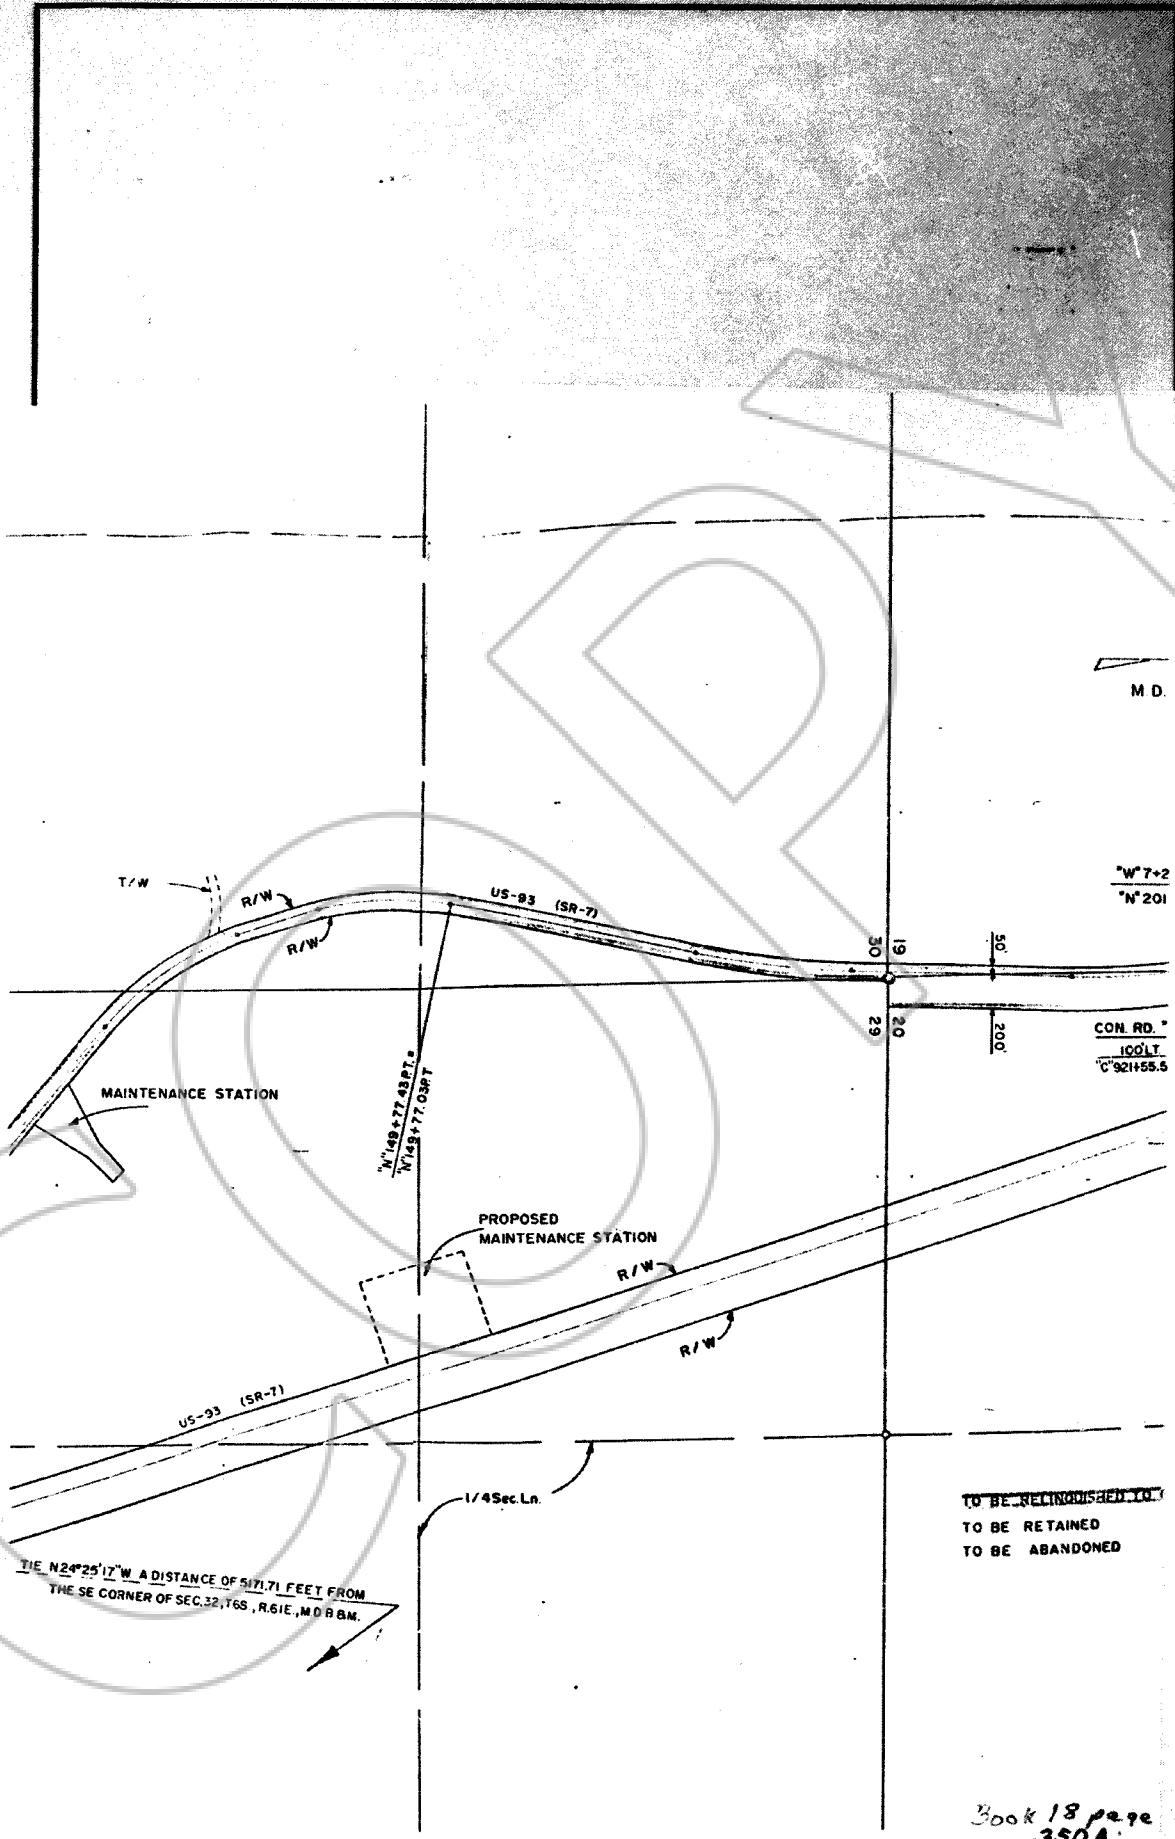 M D.
"W" 7+2
"N" 201
T/W
R/W
US-93 (SR-7)
R/W
30
19
50'
29
20
200'
CON. RD. "
100' LT.
"C" 921+55.5
MAINTENANCE STATION
"N" 149+77.43 P.T. =
"N" 149+77.03 P.T
PROPOSED
MAINTENANCE STATION
R/W
R/W
US-93 (SR-7)
1/4 Sec. Ln.
TO BE RELINQUISHED TO
TO BE RETAINED
TO BE ABANDONED
TIE N24°25'17"W A DISTANCE OF 5171.71 FEET FROM
THE SE CORNER OF SEC. 32, T6S., R.61E., M D B & M.
Book 18 page
350A
COPY